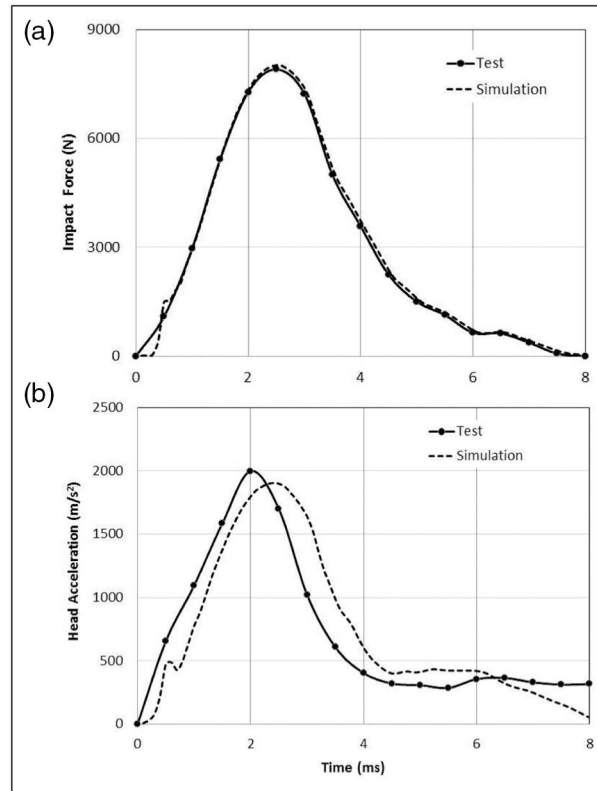 (a)
9000
6000
3000
0
Impact Force (N)
Test
Simulation
0 2 4 6 8
(b)
2500
2000
1500
1000
500
0
Head Acceleration (m/s²)
Test
Simulation
0 2 4 6 8
Time (ms)